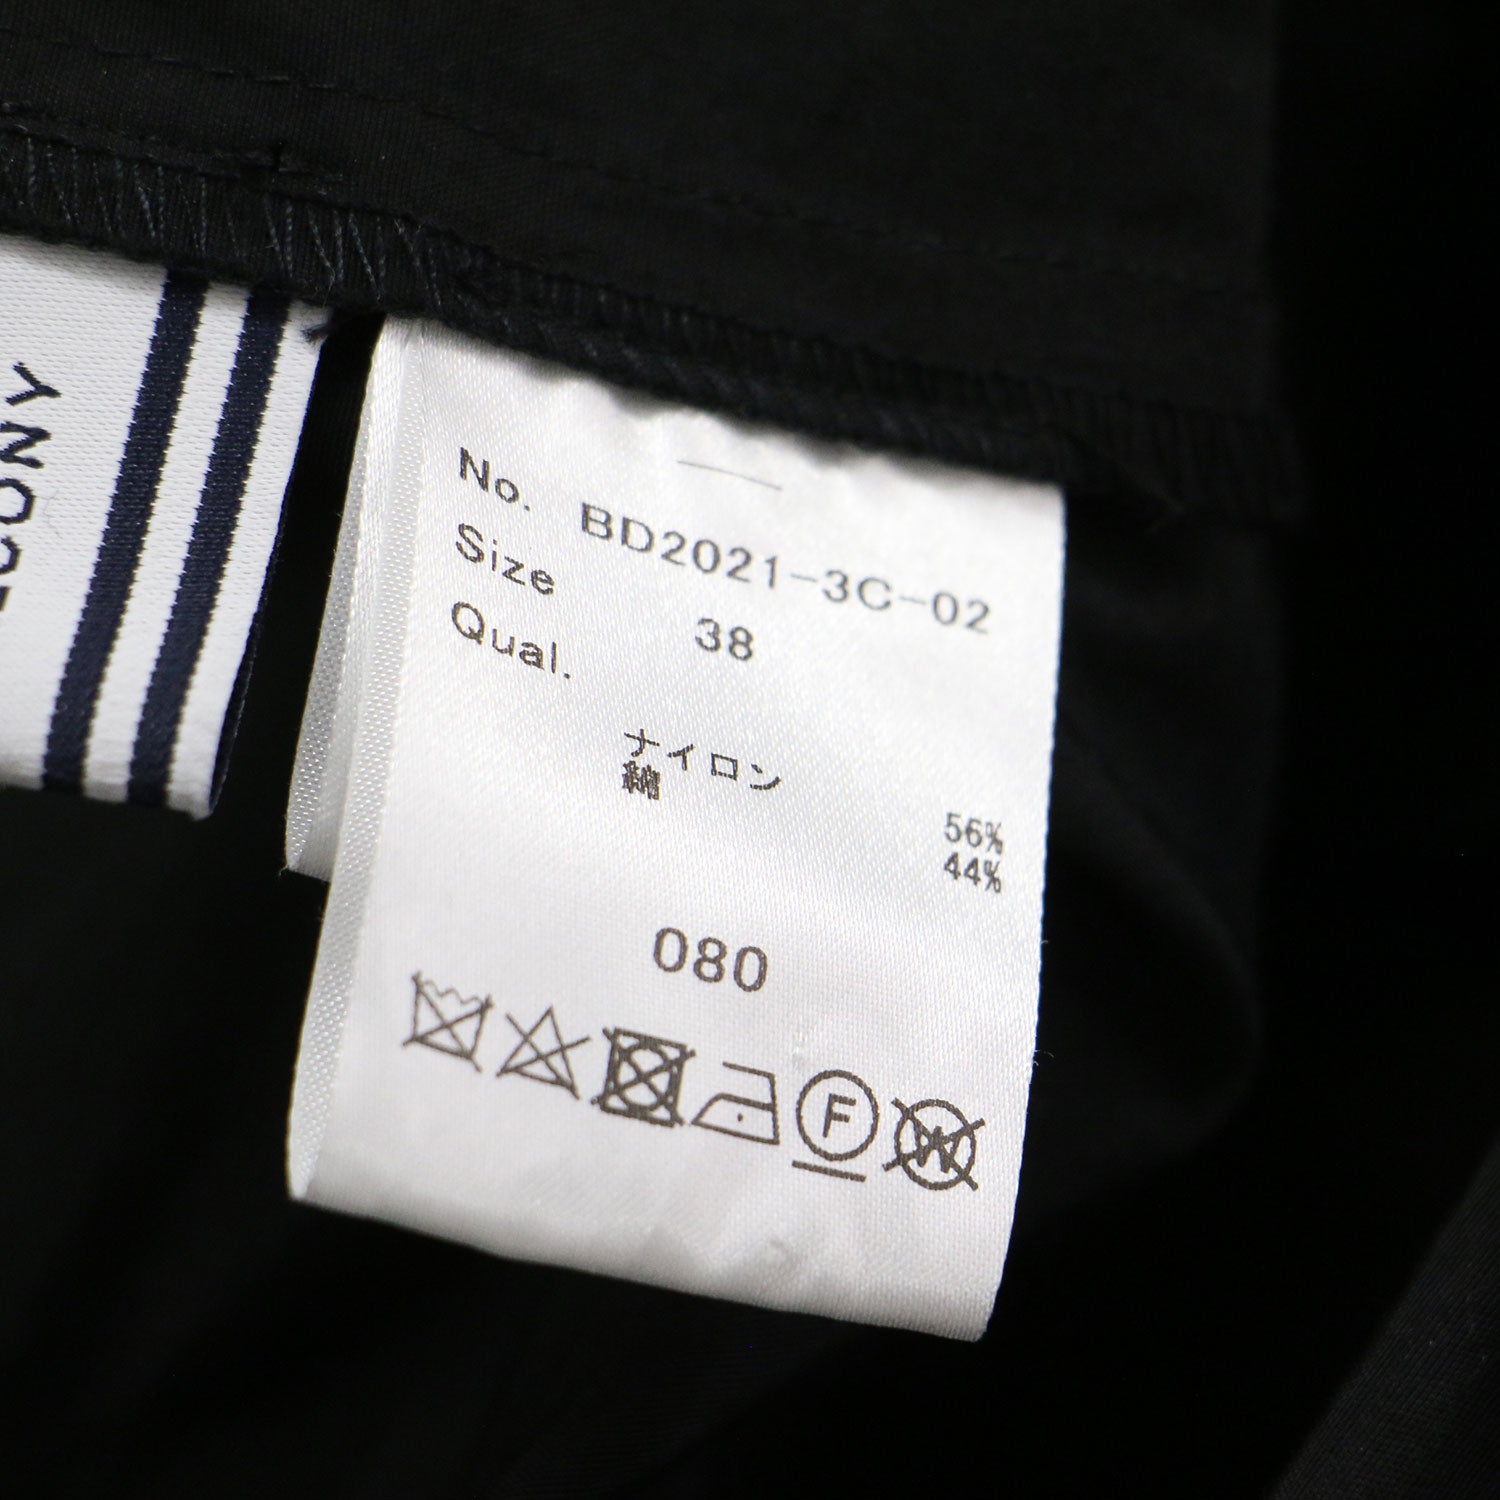 No. BD2021-3C-02
Size 38
Qual.
ナイロン 56%
綿 44%
080
F
W